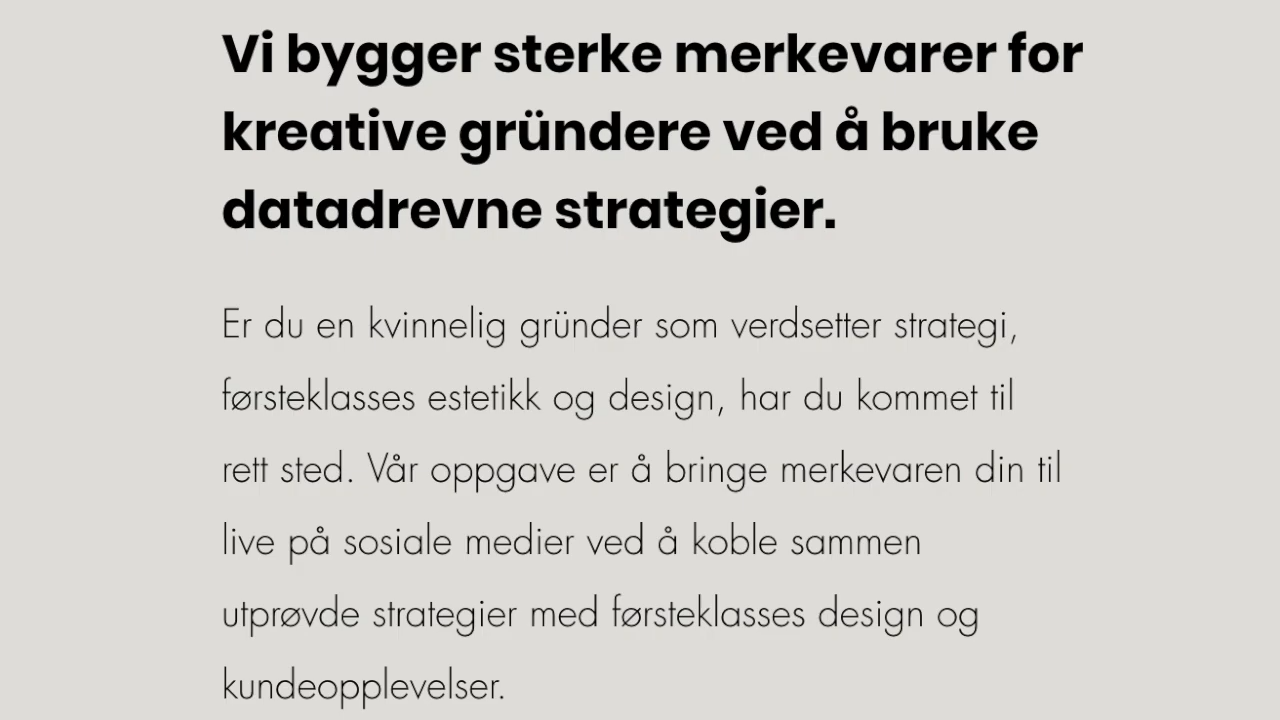 Vi bygger sterke merkevarer for
kreative gründere ved å bruke
datadrevne strategier.
Er du en kvinnelig gründer som verdsetter strategi,
førsteklasses estetikk og design, har du kommet til
rett sted. Vår oppgave er å bringe merkevaren din til
live på sosiale medier ved å koble sammen
utprøvde strategier med førsteklasses design og
kundeopplevelser.